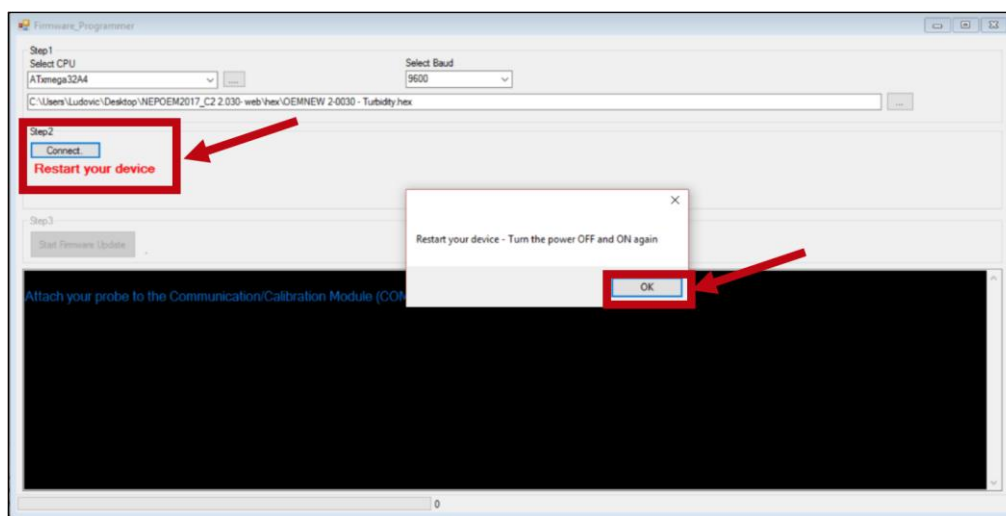 Firmware_Programmer
Step1
Select CPU
Select Baud
ATxmega32A4
...
9600
C:\Users\Ludovic\Desktop\NEPOEM2017_C2 2.030- web\hex\OEMNEW 2-0030 - Turbidity.hex
...
Step2
Connect.
Restart your device
Restart your device - Turn the power OFF and ON again
OK
Step3
Start Firmware Update
.
Attach your probe to the Communication/Calibration Module (COM
0